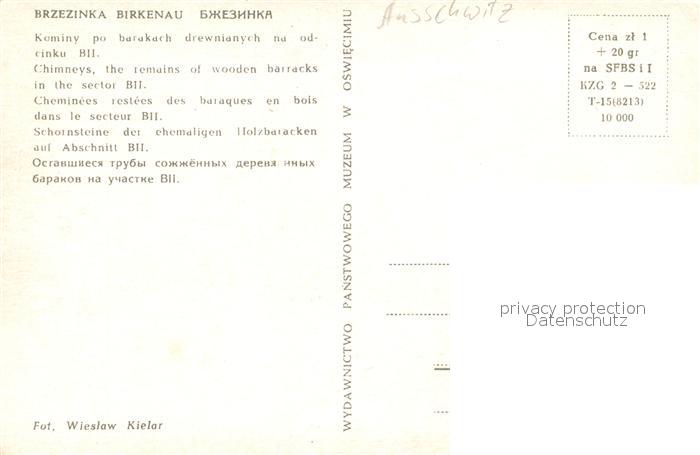 BRZEZINKA BIRKENAU БЖЕЗИНКА
Kominy po barakach drewnianych na od-
cinku BII.
Chimneys, the remains of wooden barracks
in the sector BII.
Cheminées restées des baraques en bois
dans le secteur BII.
Schornsteine der ehemaligen Holzbaracken
auf Abschnitt BII.
Оставшиеся трубы сожжённых деревя иных
бараков на участке BII.
Fot. Wiesław Kielar
WYDAWNICTWO PAŃSTWOWEGO MUZEUM W OŚWIĘCIMIU
Ausschwitz
Cena zł 1
+ 20 gr
na SFBS i I
KZG 2 — 522
T-15(8213)
10 000
privacy protection
Datenschutz